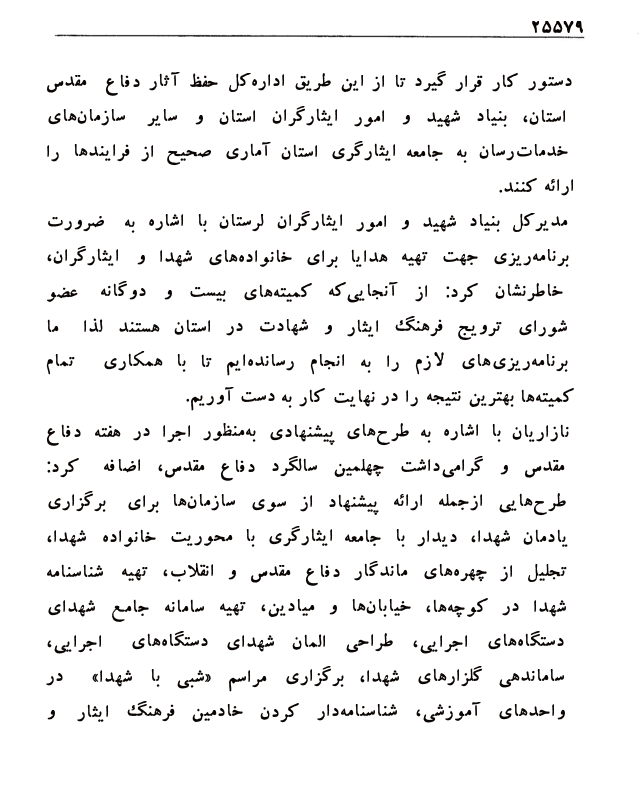 ۲۵۵۷۹
دستور کار قرار گیرد تا از این طریق اداره‌کل حفظ آثار دفاع مقدس
استان، بنیاد شهید و امور ایثارگران استان و سایر سازمان‌های
خدمات‌رسان به جامعه ایثارگری استان آماری صحیح از فرایندها را
ارائه کنند.
مدیرکل بنیاد شهید و امور ایثارگران لرستان با اشاره به ضرورت
برنامه‌ریزی جهت تهیه هدایا برای خانواده‌های شهدا و ایثارگران،
خاطرنشان کرد: از آنجایی‌که کمیته‌های بیست و دوگانه عضو
شورای ترویج فرهنگ ایثار و شهادت در استان هستند لذا ما
برنامه‌ریزی‌های لازم را به انجام رسانده‌ایم تا با همکاری تمام
کمیته‌ها بهترین نتیجه را در نهایت کار به دست آوریم.
نازاریان با اشاره به طرح‌های پیشنهادی به‌منظور اجرا در هفته دفاع
مقدس و گرامی‌داشت چهلمین سالگرد دفاع مقدس، اضافه کرد:
طرح‌هایی ازجمله ارائه پیشنهاد از سوی سازمان‌ها برای برگزاری
یادمان شهدا، دیدار با جامعه ایثارگری با محوریت خانواده شهدا،
تجلیل از چهره‌های ماندگار دفاع مقدس و انقلاب، تهیه شناسنامه
شهدا در کوچه‌ها، خیابان‌ها و میادین، تهیه سامانه جامع شهدای
دستگاه‌های اجرایی، طراحی المان شهدای دستگاه‌های اجرایی،
ساماندهی گلزارهای شهدا، برگزاری مراسم «شبی با شهدا» در
واحدهای آموزشی، شناسنامه‌دار کردن خادمین فرهنگ ایثار و